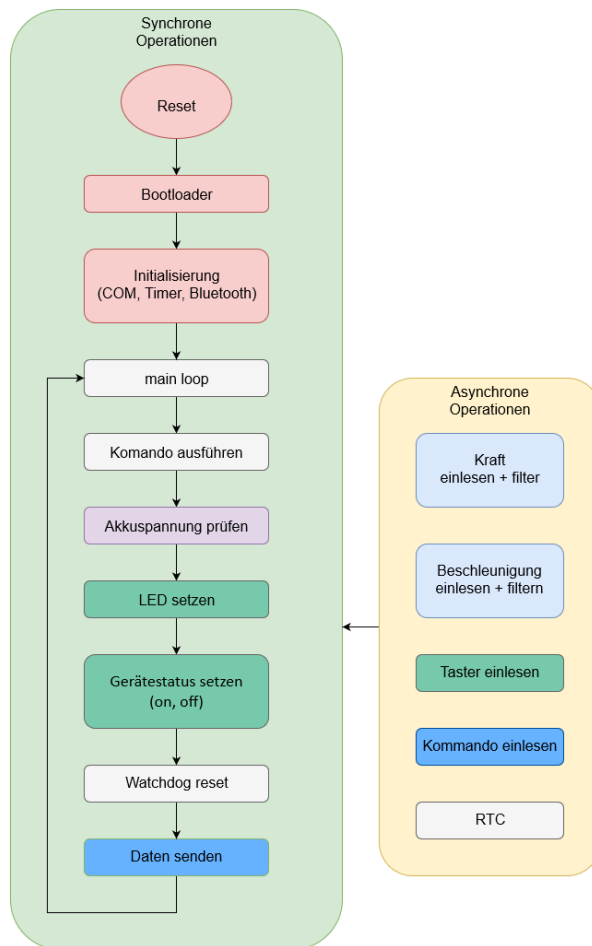 Synchrone
Operationen
Reset
Bootloader
Initialisierung
(COM, Timer, Bluetooth)
main loop
Komando ausführen
Akkuspannung prüfen
LED setzen
Gerätestatus setzen
(on, off)
Watchdog reset
Daten senden
Asynchrone
Operationen
Kraft
einlesen + filter
Beschleunigung
einlesen + filtern
Taster einlesen
Kommando einlesen
RTC